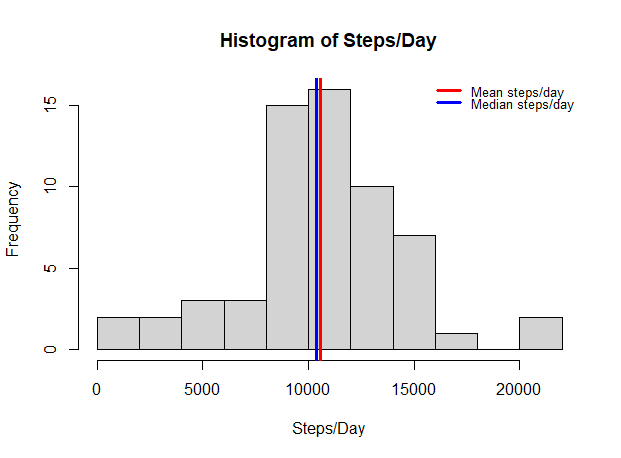 Histogram of Steps/Day
Mean steps/day
Median steps/day
Frequency
15
10
5
0
0 5000 10000 15000 20000
Steps/Day